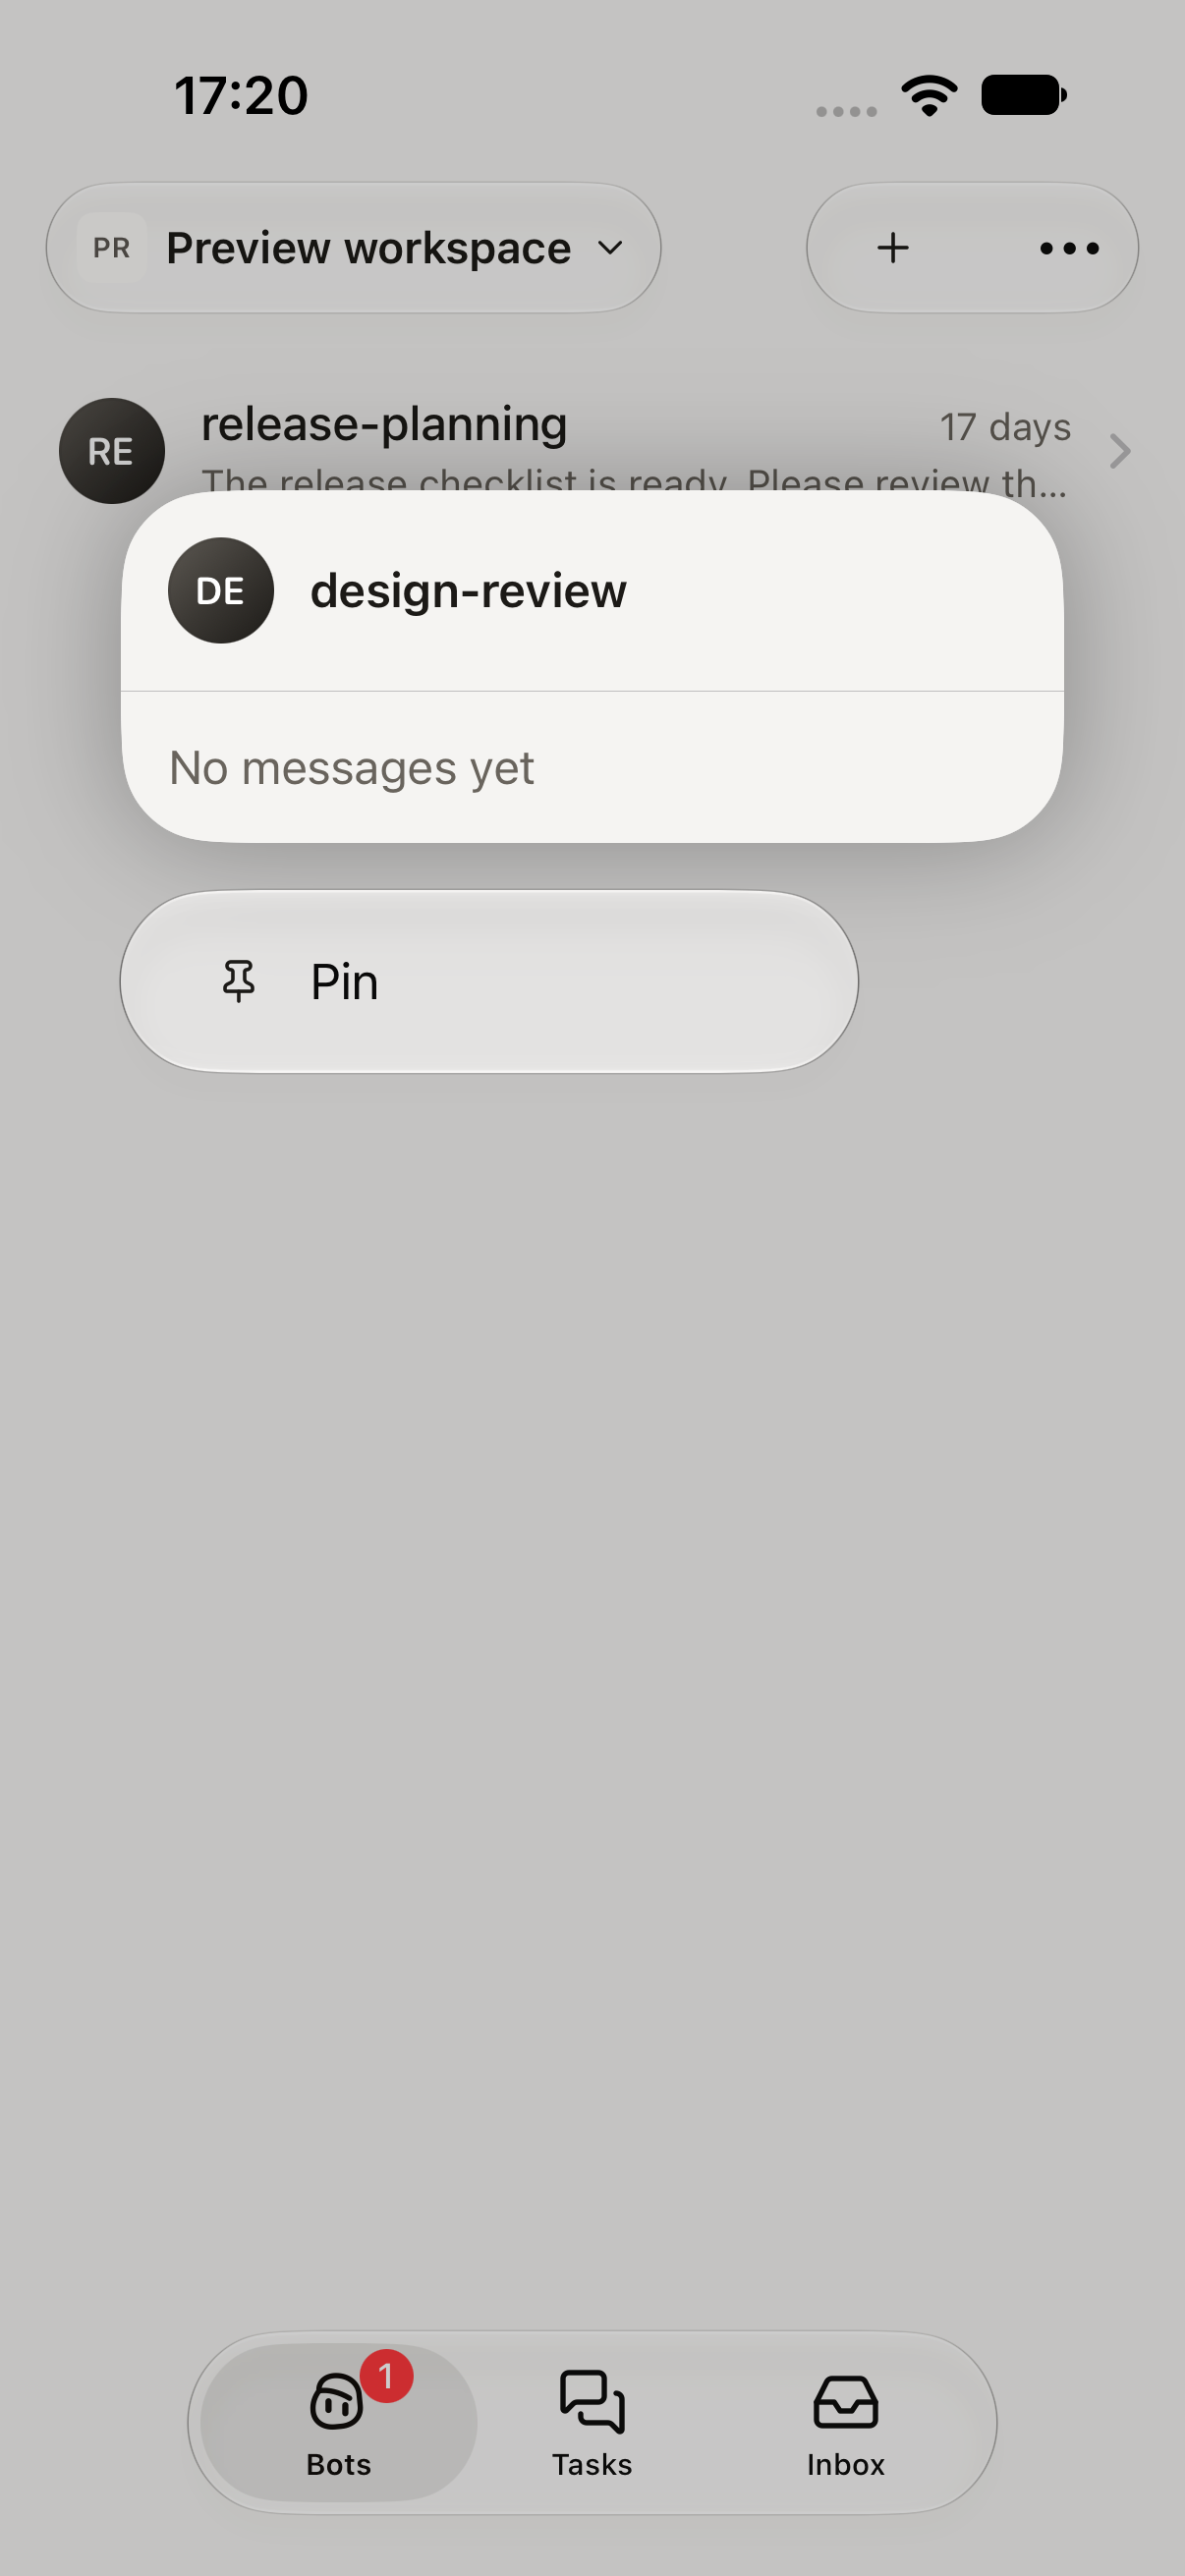 17:20
PR Preview workspace
RE release-planning 17 days
The release checklist is ready. Please review th...
DE design-review
No messages yet
Pin
1
Bots Tasks Inbox